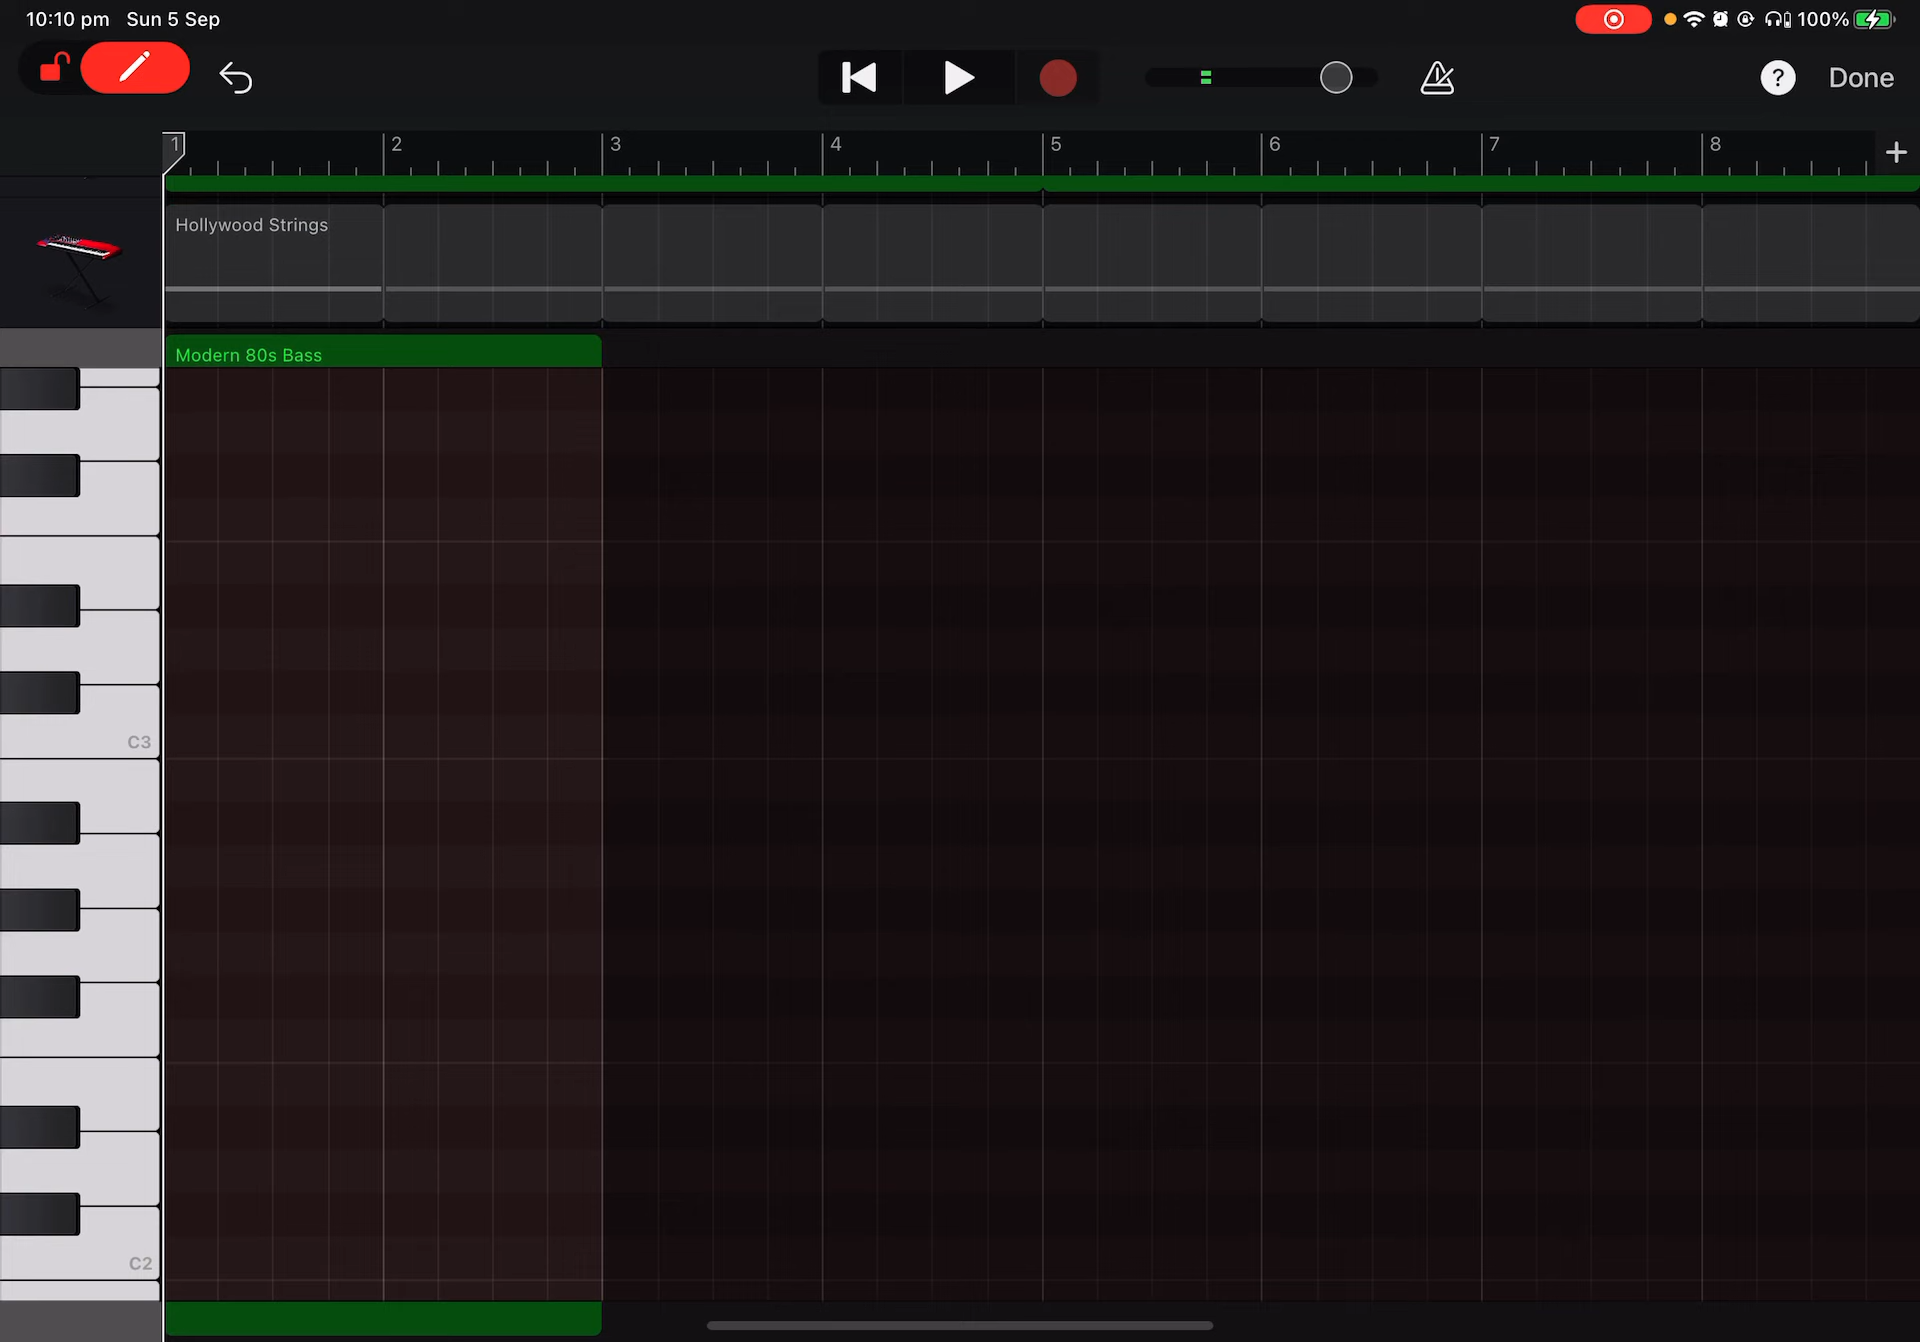 10:10 pm Sun 5 Sep
100%
? Done
1 2 3 4 5 6 7 8 +
Hollywood Strings
Modern 80s Bass
C3
C2